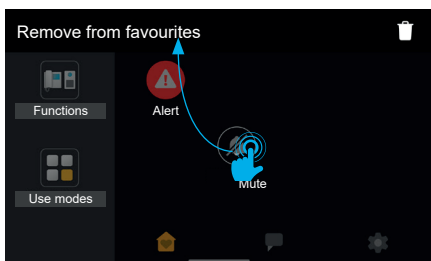 Remove from favourites
Functions
Alert
Mute
Use modes